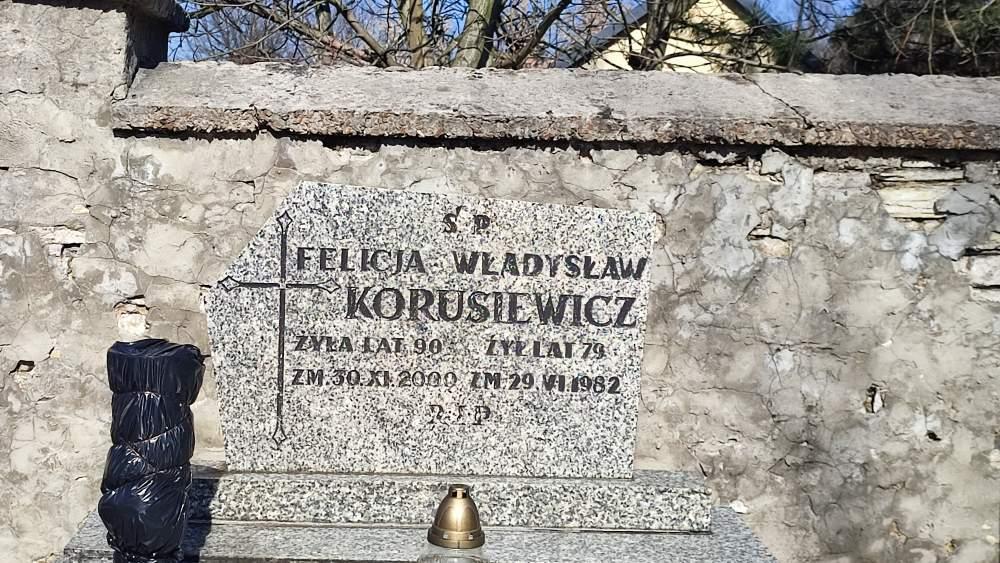 Ś P
FELICJA WŁADYSŁAW
KORUSIEWICZ
ŻYŁA LAT 90 ŻYŁ LAT 79
ZM. 30.XI.2000 ZM. 29.VI.1982
R.I.P